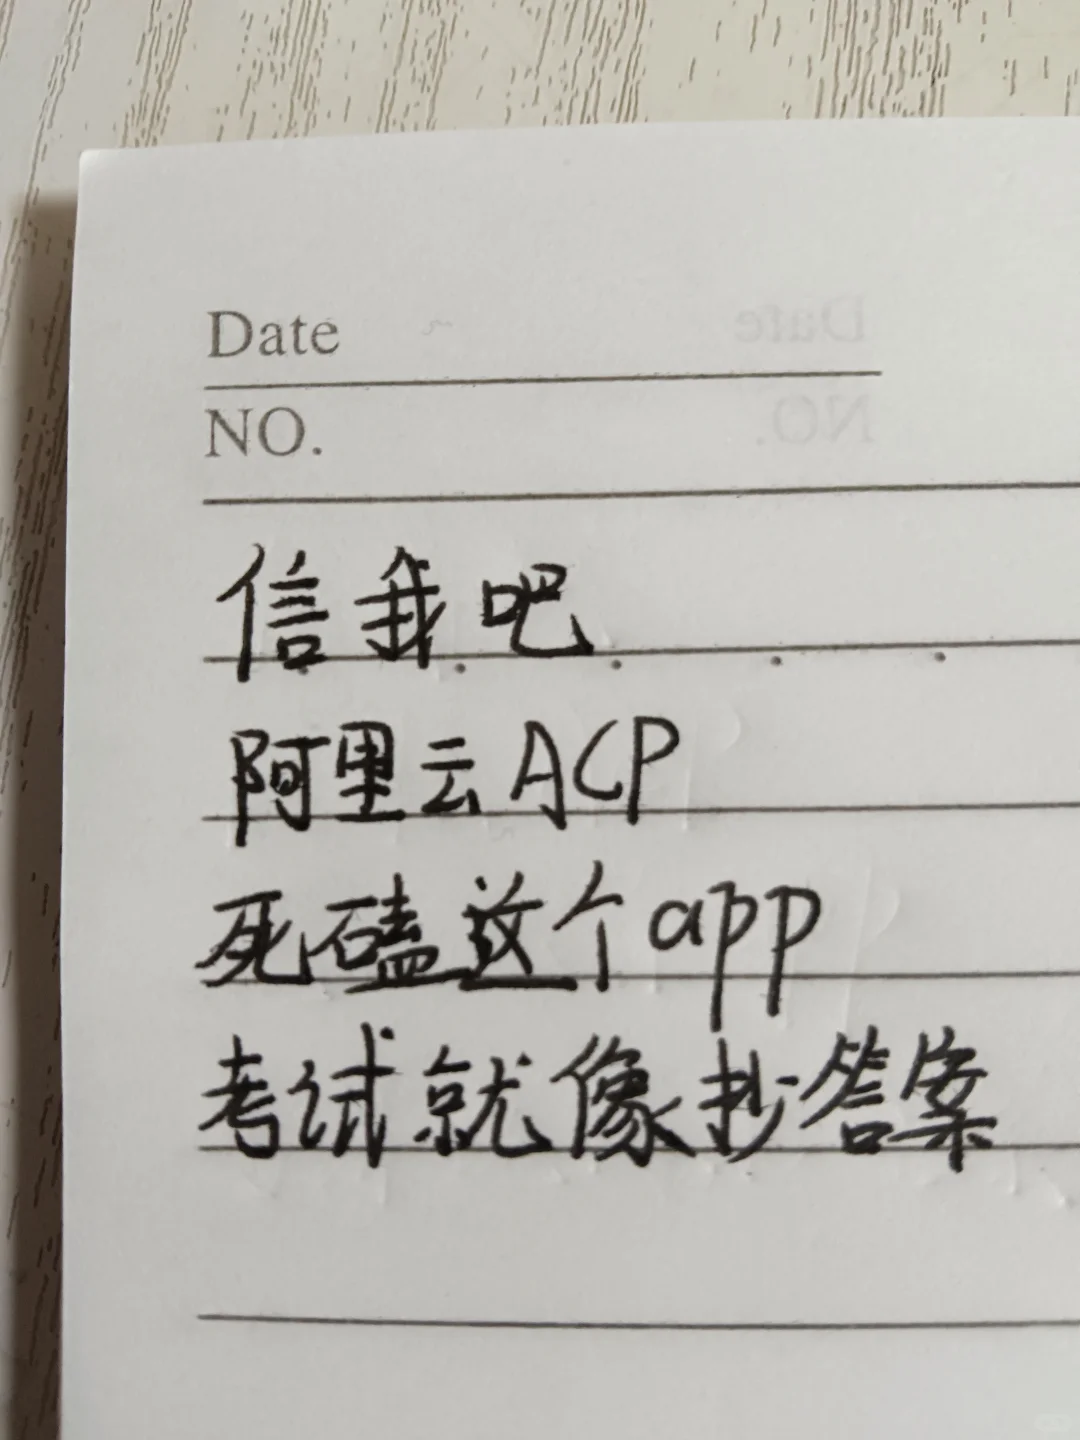 Date
NO.
信我吧
阿里云ACP
死磕这个app
考试就像抄答案